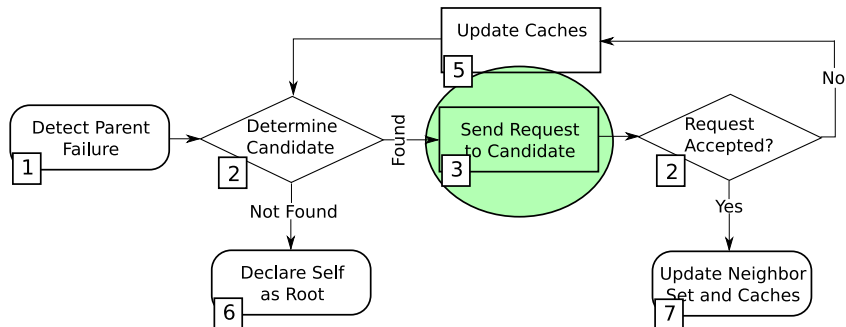 Update Caches
5
No
Detect Parent
Failure
1
Determine
Candidate
2
Found
Send Request
to Candidate
3
Request
Accepted?
2
Not Found
Yes
Declare Self
as Root
6
Update Neighbor
Set and Caches
7